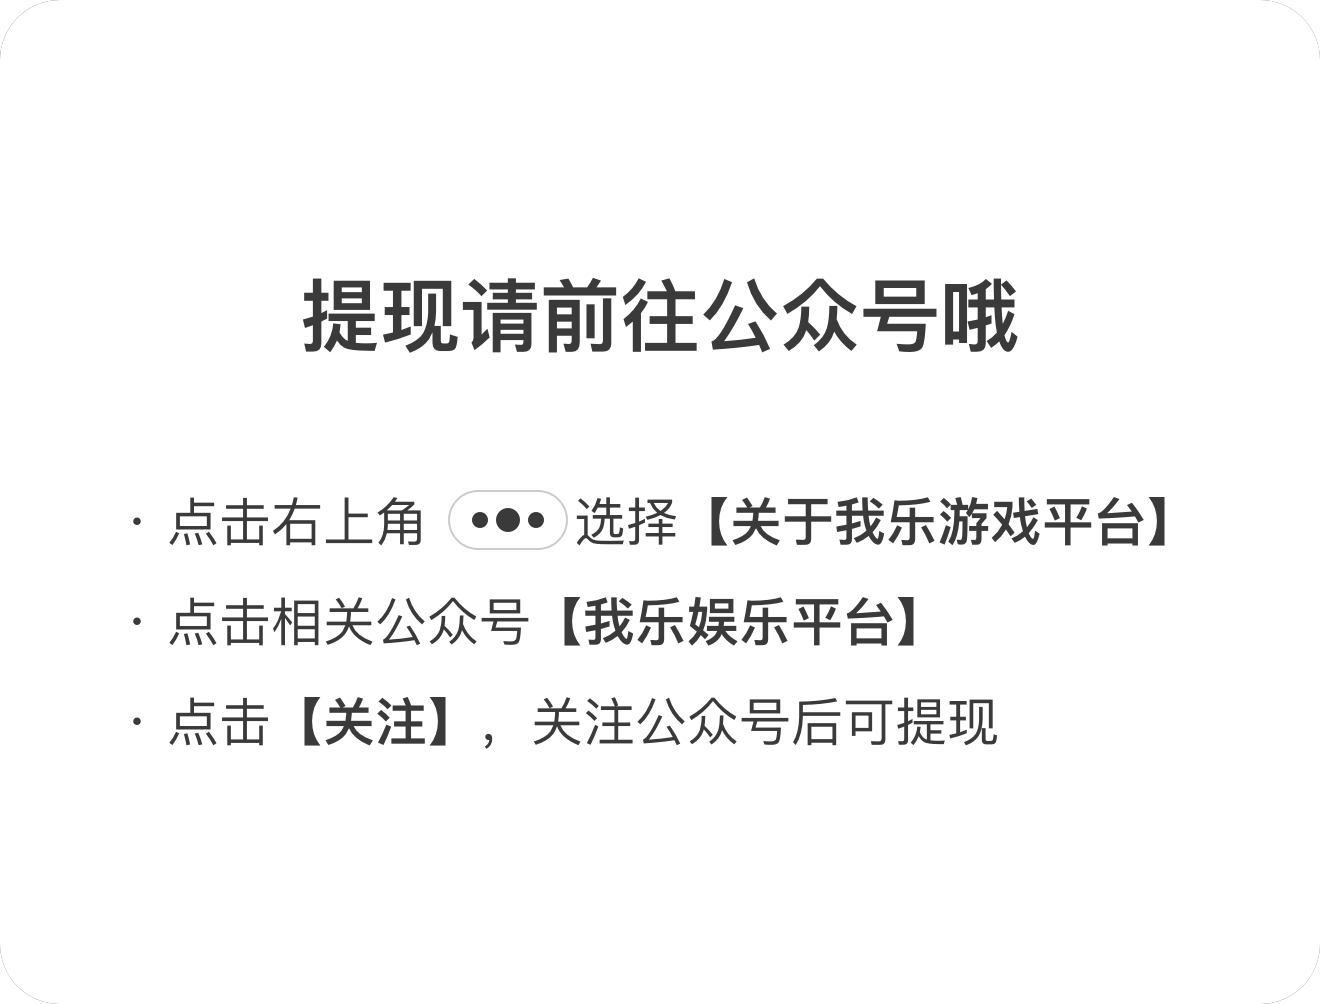 提现请前往公众号哦
· 点击右上角 选择【关于我乐游戏平台】
· 点击相关公众号【我乐娱乐平台】
· 点击【关注】，关注公众号后可提现